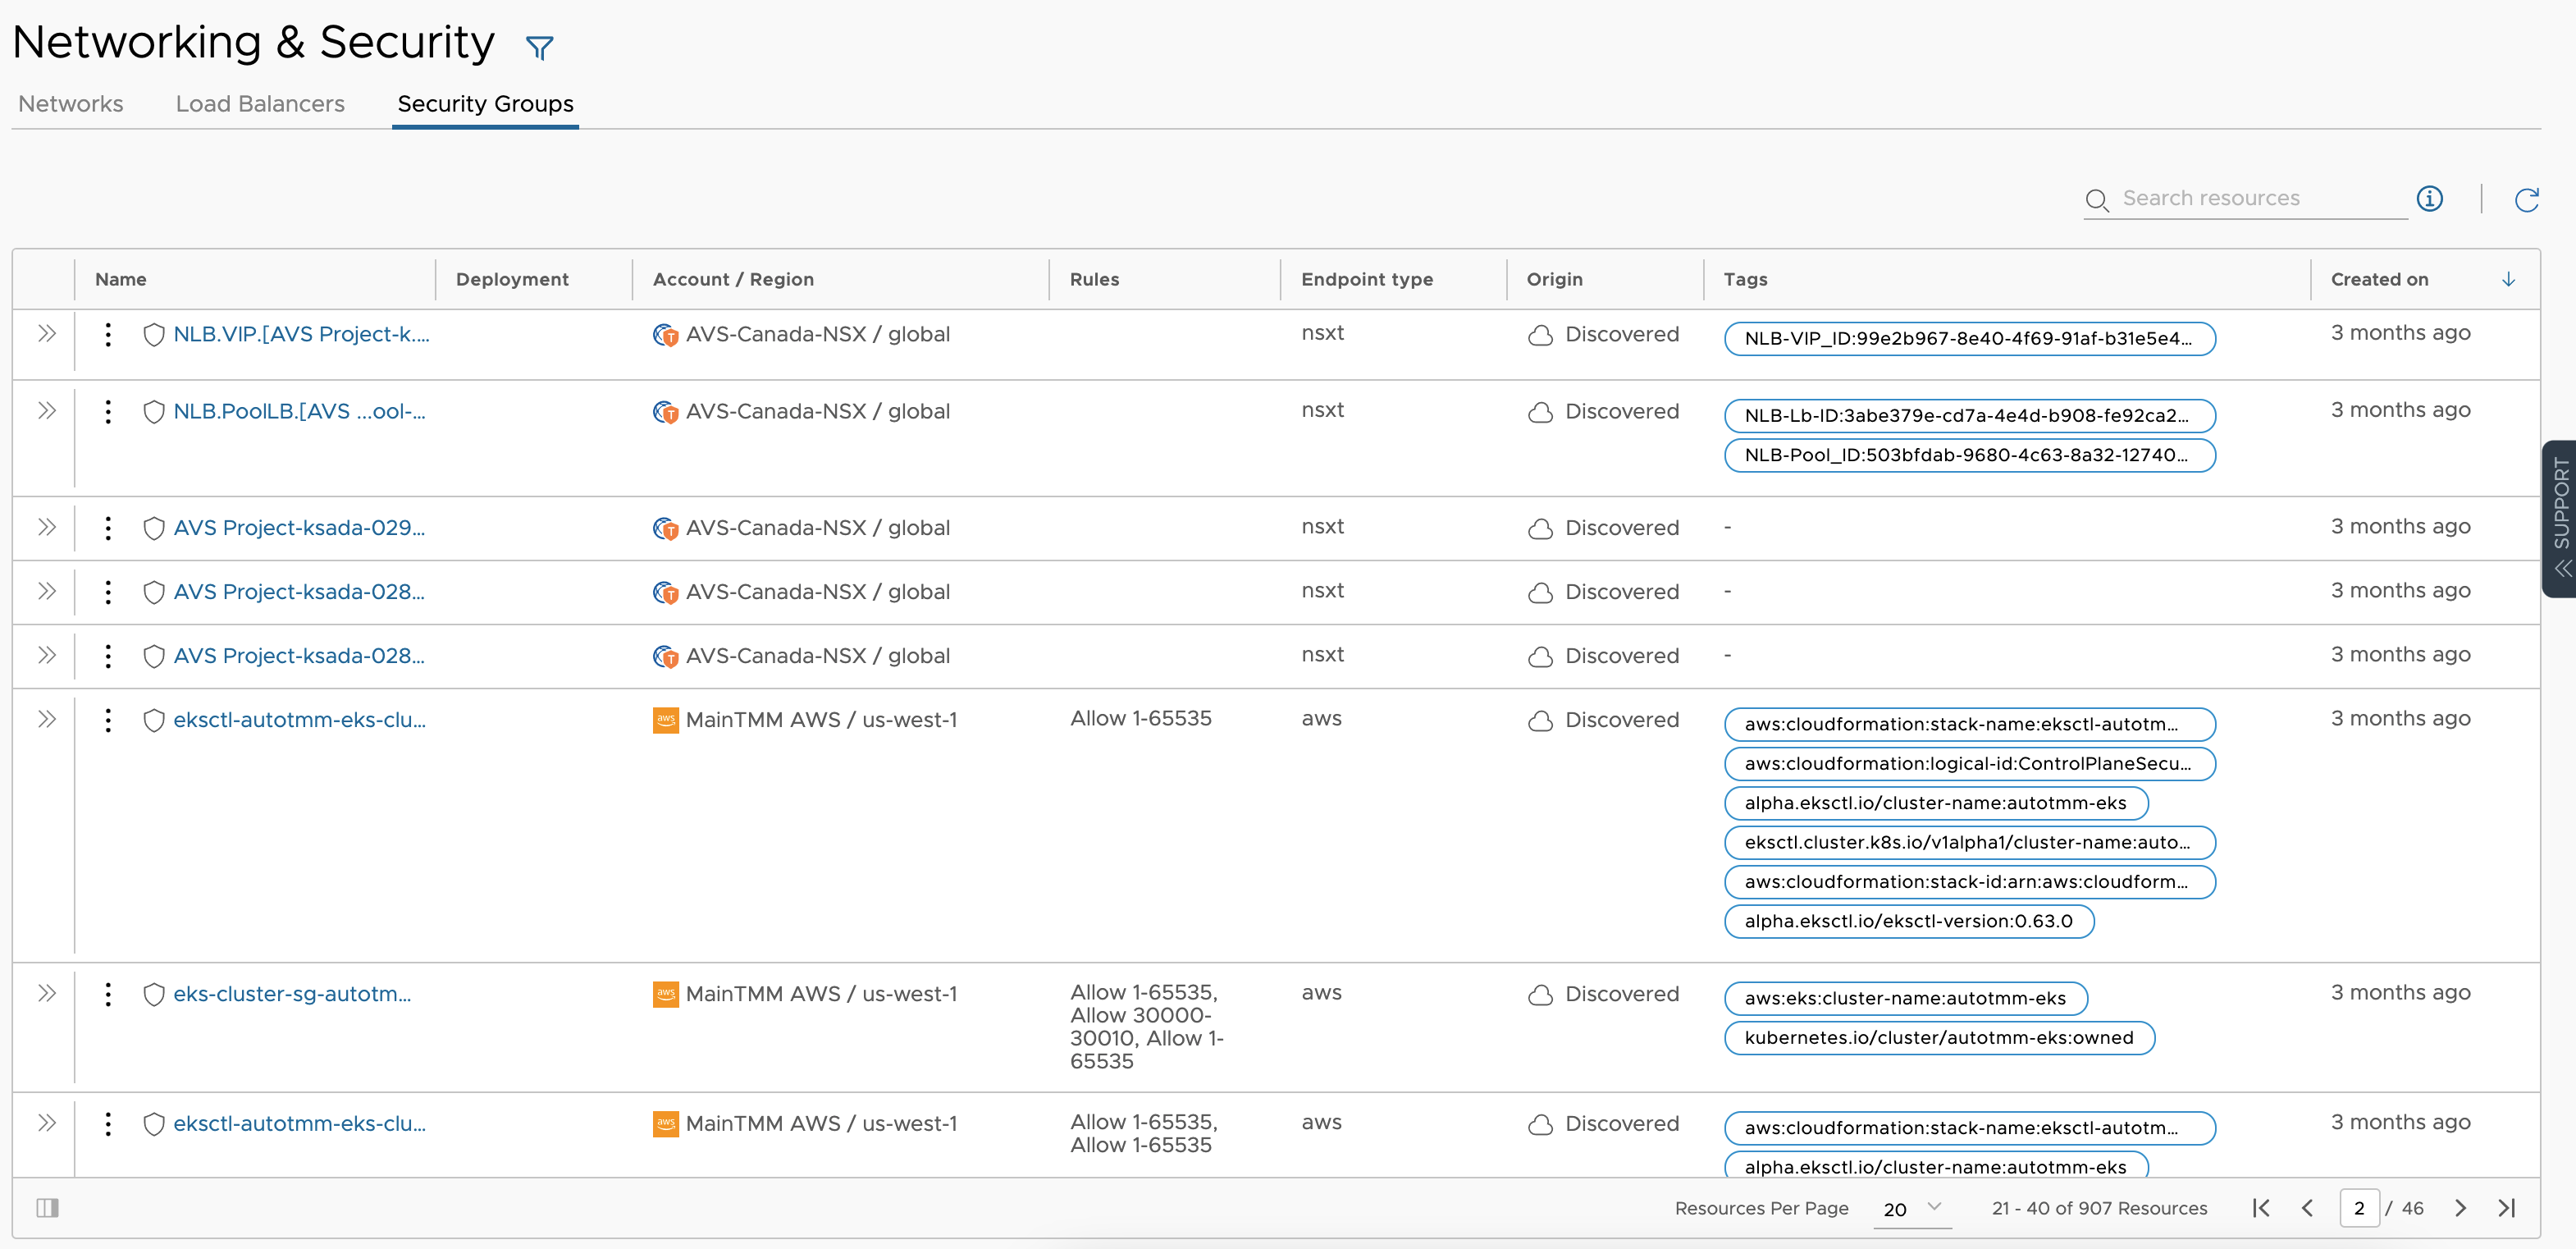 Networking & Security
Networks Load Balancers Security Groups
Search resources
Name Deployment Account / Region Rules Endpoint type Origin Tags Created on
NLB.VIP.[AVS Project-k.... AVS-Canada-NSX / global nsxt Discovered NLB-VIP_ID:99e2b967-8e40-4f69-91af-b31e5e4... 3 months ago
NLB.PoolLB.[AVS ...ool-... AVS-Canada-NSX / global nsxt Discovered NLB-Lb-ID:3abe379e-cd7a-4e4d-b908-fe92ca2... 3 months ago
NLB-Pool_ID:503bfdab-9680-4c63-8a32-12740...
AVS Project-ksada-029... AVS-Canada-NSX / global nsxt Discovered - 3 months ago
AVS Project-ksada-028... AVS-Canada-NSX / global nsxt Discovered - 3 months ago
AVS Project-ksada-028... AVS-Canada-NSX / global nsxt Discovered - 3 months ago
eksctl-autotmm-eks-clu... aws MainTMM AWS / us-west-1 Allow 1-65535 aws Discovered aws:cloudformation:stack-name:eksctl-autotm... 3 months ago
aws:cloudformation:logical-id:ControlPlaneSecu...
alpha.eksctl.io/cluster-name:autotmm-eks
eksctl.cluster.k8s.io/v1alpha1/cluster-name:auto...
aws:cloudformation:stack-id:arn:aws:cloudform...
alpha.eksctl.io/eksctl-version:0.63.0
eks-cluster-sg-autotm... aws MainTMM AWS / us-west-1 Allow 1-65535, aws Discovered aws:eks:cluster-name:autotmm-eks 3 months ago
Allow 30000-
30010, Allow 1- kubernetes.io/cluster/autotmm-eks:owned
65535
eksctl-autotmm-eks-clu... aws MainTMM AWS / us-west-1 Allow 1-65535, aws Discovered aws:cloudformation:stack-name:eksctl-autotm... 3 months ago
Allow 1-65535
alpha.eksctl.io/cluster-name:autotmm-eks
Resources Per Page 20 21 - 40 of 907 Resources 2 / 46
SUPPORT